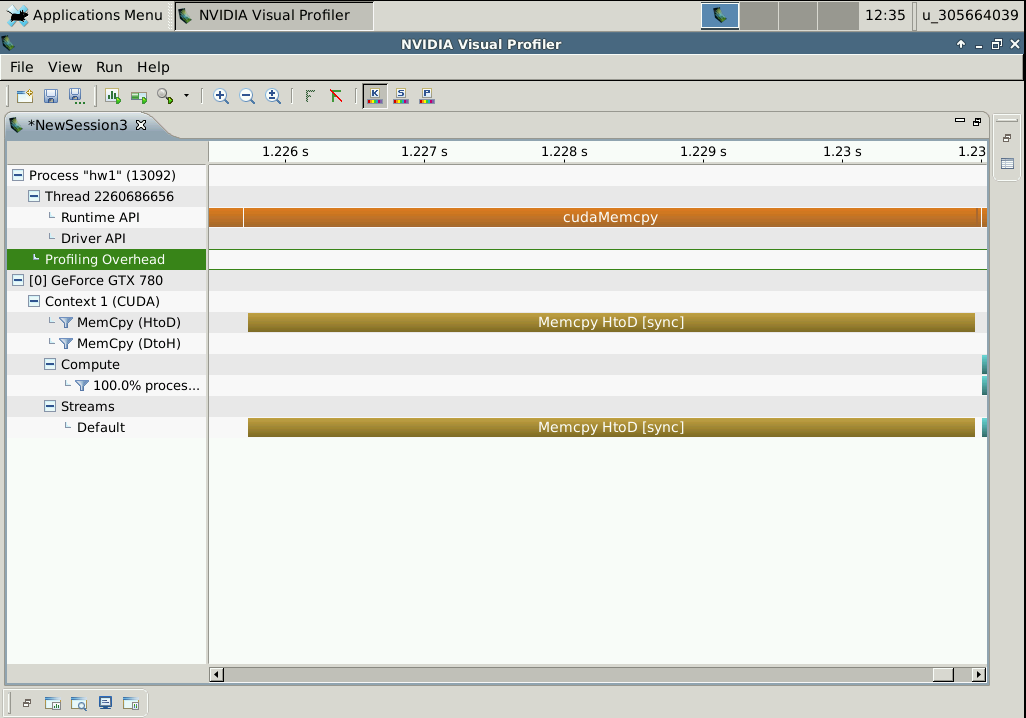 Applications Menu NVIDIA Visual Profiler 12:35 u_305664039
NVIDIA Visual Profiler
File View Run Help
K S P
*NewSession3
1.226 s 1.227 s 1.228 s 1.229 s 1.23 s 1.23
Process "hw1" (13092)
Thread 2260686656
Runtime API cudaMemcpy
Driver API
Profiling Overhead
[0] GeForce GTX 780
Context 1 (CUDA)
MemCpy (HtoD) Memcpy HtoD [sync]
MemCpy (DtoH)
Compute
100.0% proces...
Streams
Default Memcpy HtoD [sync]